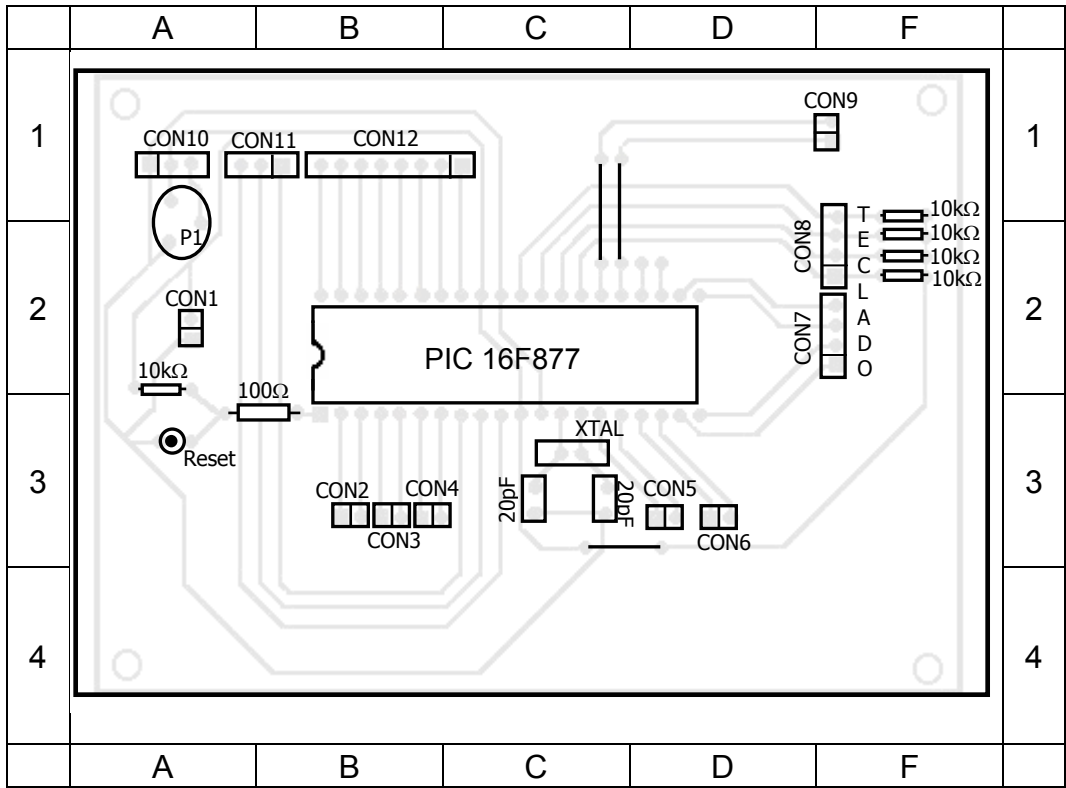 A B C D F
CON9
1 CON10 CON11 CON12 1
T 10kΩ
P1 CON8 E 10kΩ
C 10kΩ
10kΩ
CON1 L
2 PIC 16F877 CON7 A 2
D
10kΩ O
100Ω
XTAL
Reset
3 CON2 CON4 20pF 20pF CON5 3
CON3 CON6
4 4
A B C D F